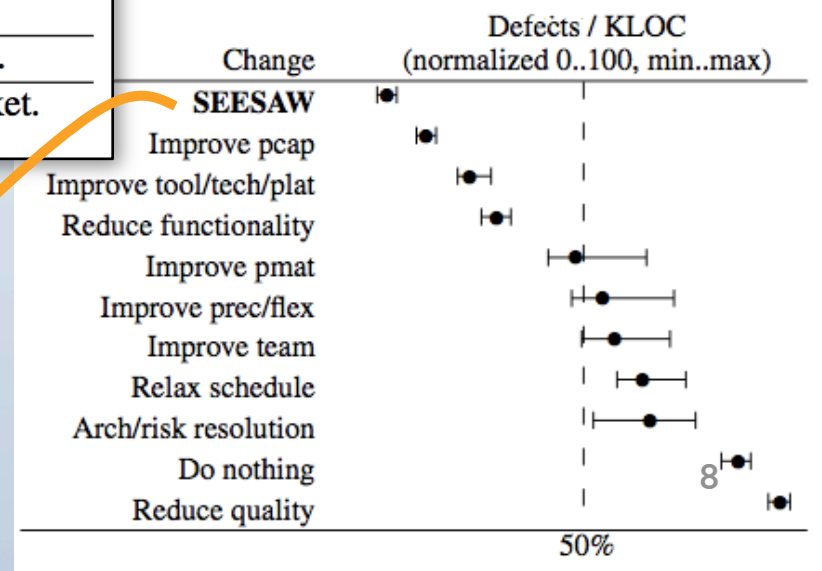 .
ket.
Defects / KLOC
Change (normalized 0..100, min..max)
SEESAW
Improve pcap
Improve tool/tech/plat
Reduce functionality
Improve pmat
Improve prec/flex
Improve team
Relax schedule
Arch/risk resolution
Do nothing
8
Reduce quality
50%